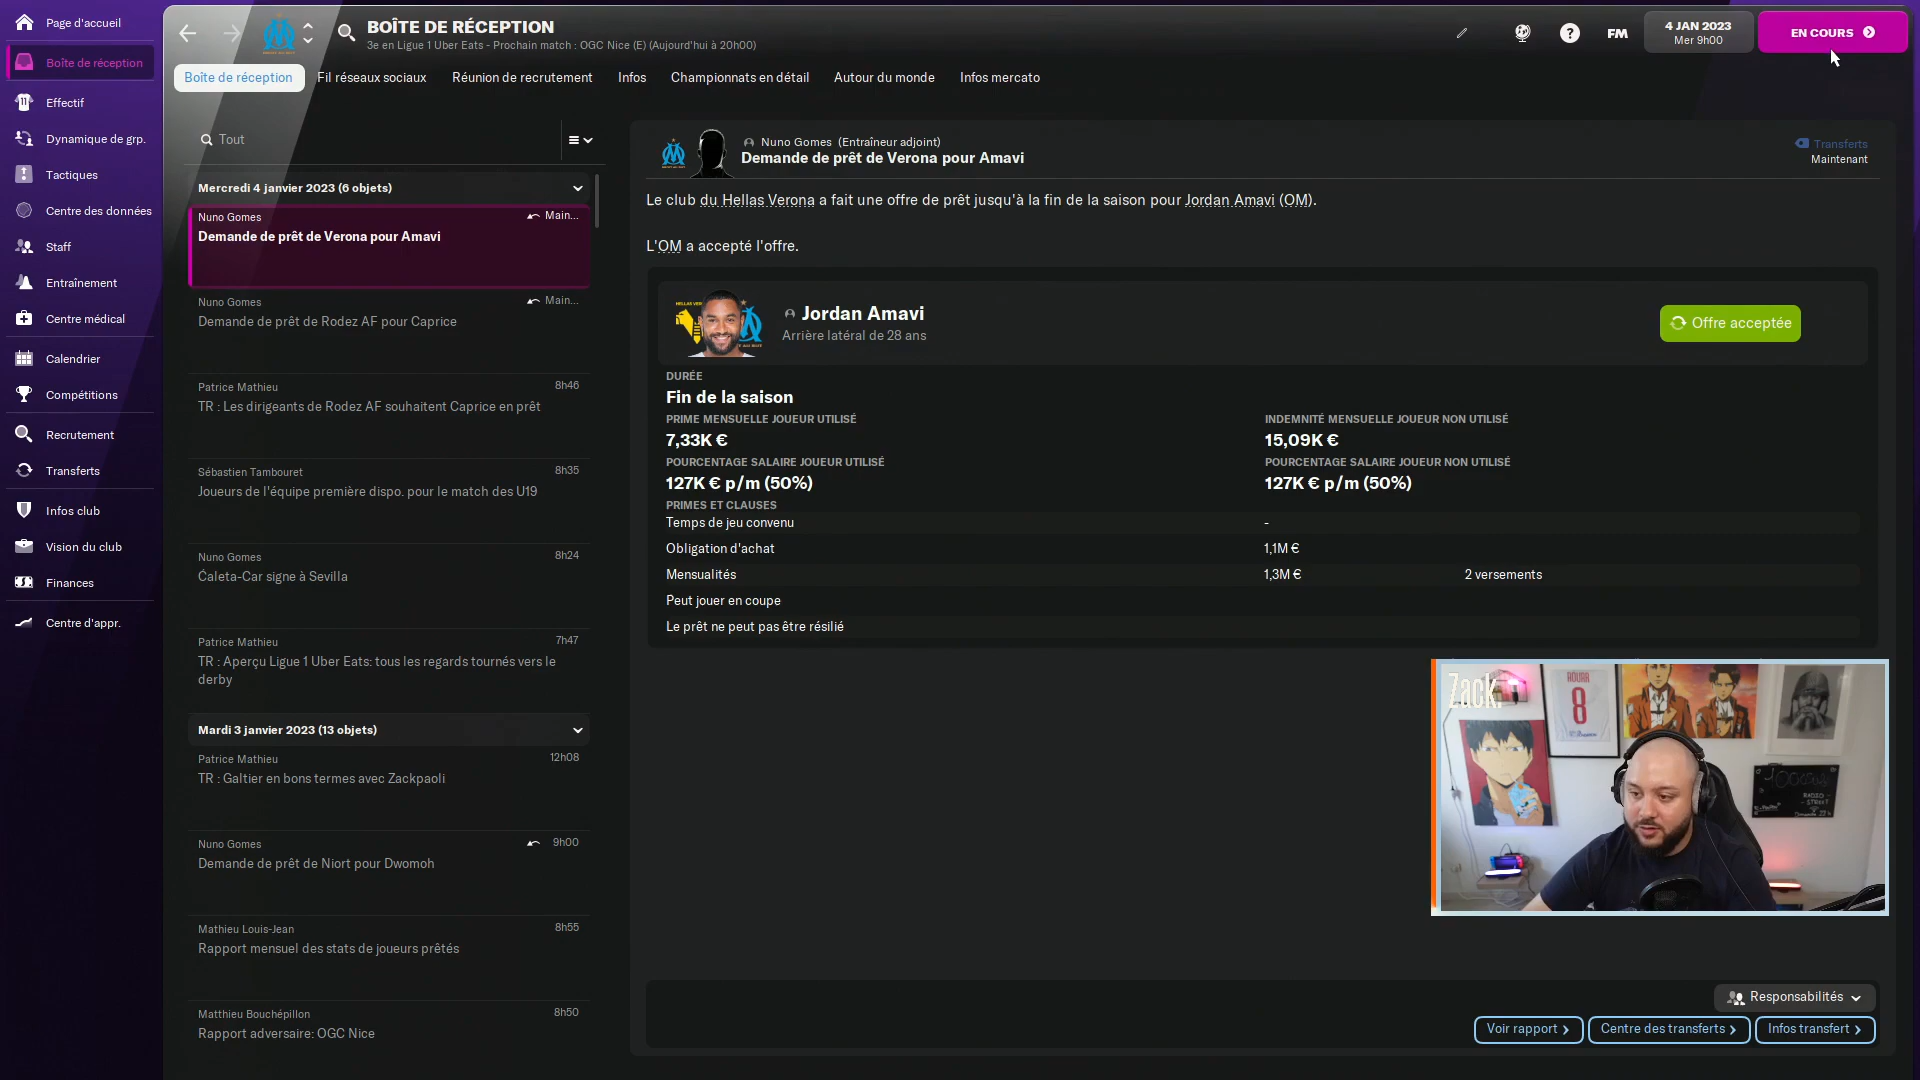 Page d'accueil
Boîte de réception
Effectif
Dynamique de grp.
Tactiques
Centre des données
Staff
Entraînement
Centre médical
Calendrier
Compétitions
Recrutement
Transferts
Infos club
Vision du club
Finances
Centre d'appr.
BOÎTE DE RÉCEPTION
3e en Ligue 1 Uber Eats - Prochain match : OGC Nice (E) (Aujourd'hui à 20h00)
FM
4 JAN 2023
Mer 9h00
EN COURS
Boîte de réception
Fil réseaux sociaux
Réunion de recrutement
Infos
Championnats en détail
Autour du monde
Infos mercato
Tout
Mercredi 4 janvier 2023 (6 objets)
Nuno Gomes
Main...
Demande de prêt de Verona pour Amavi
Nuno Gomes
Main...
Demande de prêt de Rodez AF pour Caprice
Patrice Mathieu
8h46
TR : Les dirigeants de Rodez AF souhaitent Caprice en prêt
Sébastien Tambouret
8h35
Joueurs de l'équipe première dispo. pour le match des U19
Nuno Gomes
8h24
Ćaleta-Car signe à Sevilla
Patrice Mathieu
7h47
TR : Aperçu Ligue 1 Uber Eats: tous les regards tournés vers le
derby
Mardi 3 janvier 2023 (13 objets)
Patrice Mathieu
12h08
TR : Galtier en bons termes avec Zackpaoli
Nuno Gomes
9h00
Demande de prêt de Niort pour Dwomoh
Mathieu Louis-Jean
8h55
Rapport mensuel des stats de joueurs prêtés
Matthieu Bouchépillon
8h50
Rapport adversaire: OGC Nice
Nuno Gomes (Entraîneur adjoint)
Demande de prêt de Verona pour Amavi
Transferts
Maintenant
Le club du Hellas Verona a fait une offre de prêt jusqu'à la fin de la saison pour Jordan Amavi (OM).
L'OM a accepté l'offre.
Jordan Amavi
Arrière latéral de 28 ans
Offre acceptée
DURÉE
Fin de la saison
PRIME MENSUELLE JOUEUR UTILISÉ
7,33K €
INDEMNITÉ MENSUELLE JOUEUR NON UTILISÉ
15,09K €
POURCENTAGE SALAIRE JOUEUR UTILISÉ
127K € p/m (50%)
POURCENTAGE SALAIRE JOUEUR NON UTILISÉ
127K € p/m (50%)
PRIMES ET CLAUSES
Temps de jeu convenu
-
Obligation d'achat
1,1M €
Mensualités
1,3M €
2 versements
Peut jouer en coupe
Le prêt ne peut pas être résilié
Zack.
8
Responsabilités
Voir rapport
Centre des transferts
Infos transfert